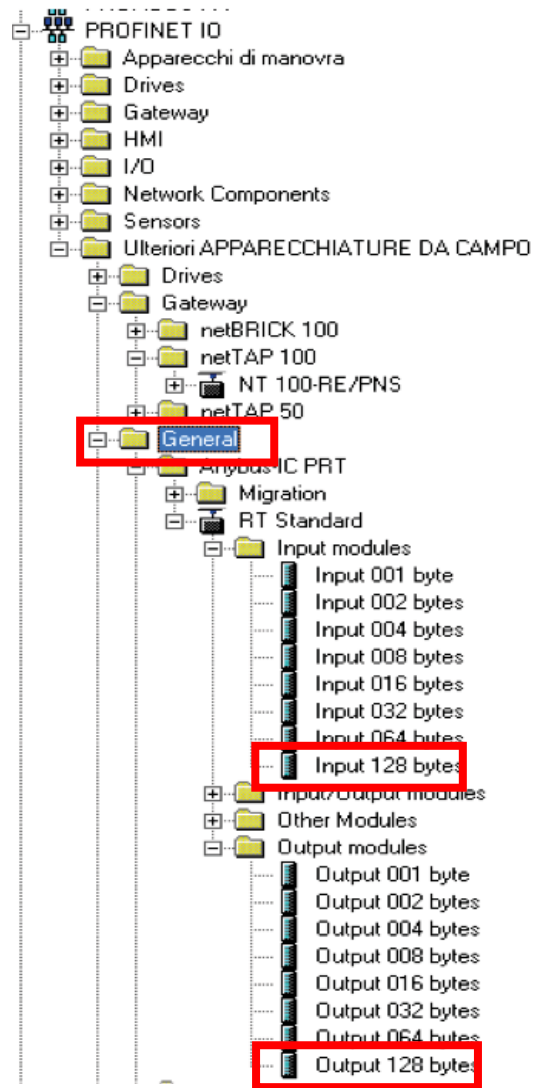 PROFINET IO
Apparecchi di manovra
Drives
Gateway
HMI
I/O
Network Components
Sensors
Ulteriori APPARECCHIATURE DA CAMPO
Drives
Gateway
netBRICK 100
netTAP 100
NT 100-RE/PNS
netTAP 50
General
Anybus-IC PRT
Migration
RT Standard
Input modules
Input 001 byte
Input 002 bytes
Input 004 bytes
Input 008 bytes
Input 016 bytes
Input 032 bytes
Input 064 bytes
Input 128 bytes
Input/Output modules
Other Modules
Output modules
Output 001 byte
Output 002 bytes
Output 004 bytes
Output 008 bytes
Output 016 bytes
Output 032 bytes
Output 064 bytes
Output 128 bytes